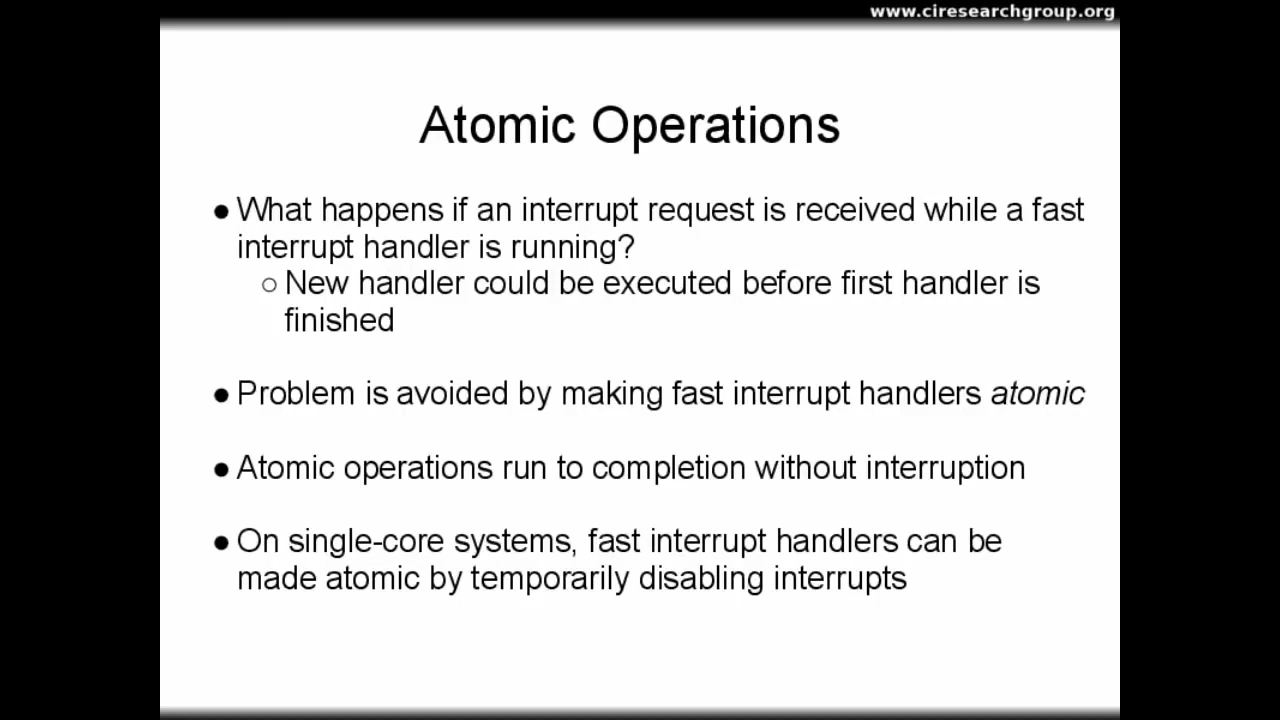 www.ciresearchgroup.org
Atomic Operations
● What happens if an interrupt request is received while a fast
interrupt handler is running?
○ New handler could be executed before first handler is
finished
● Problem is avoided by making fast interrupt handlers atomic
● Atomic operations run to completion without interruption
● On single-core systems, fast interrupt handlers can be
made atomic by temporarily disabling interrupts